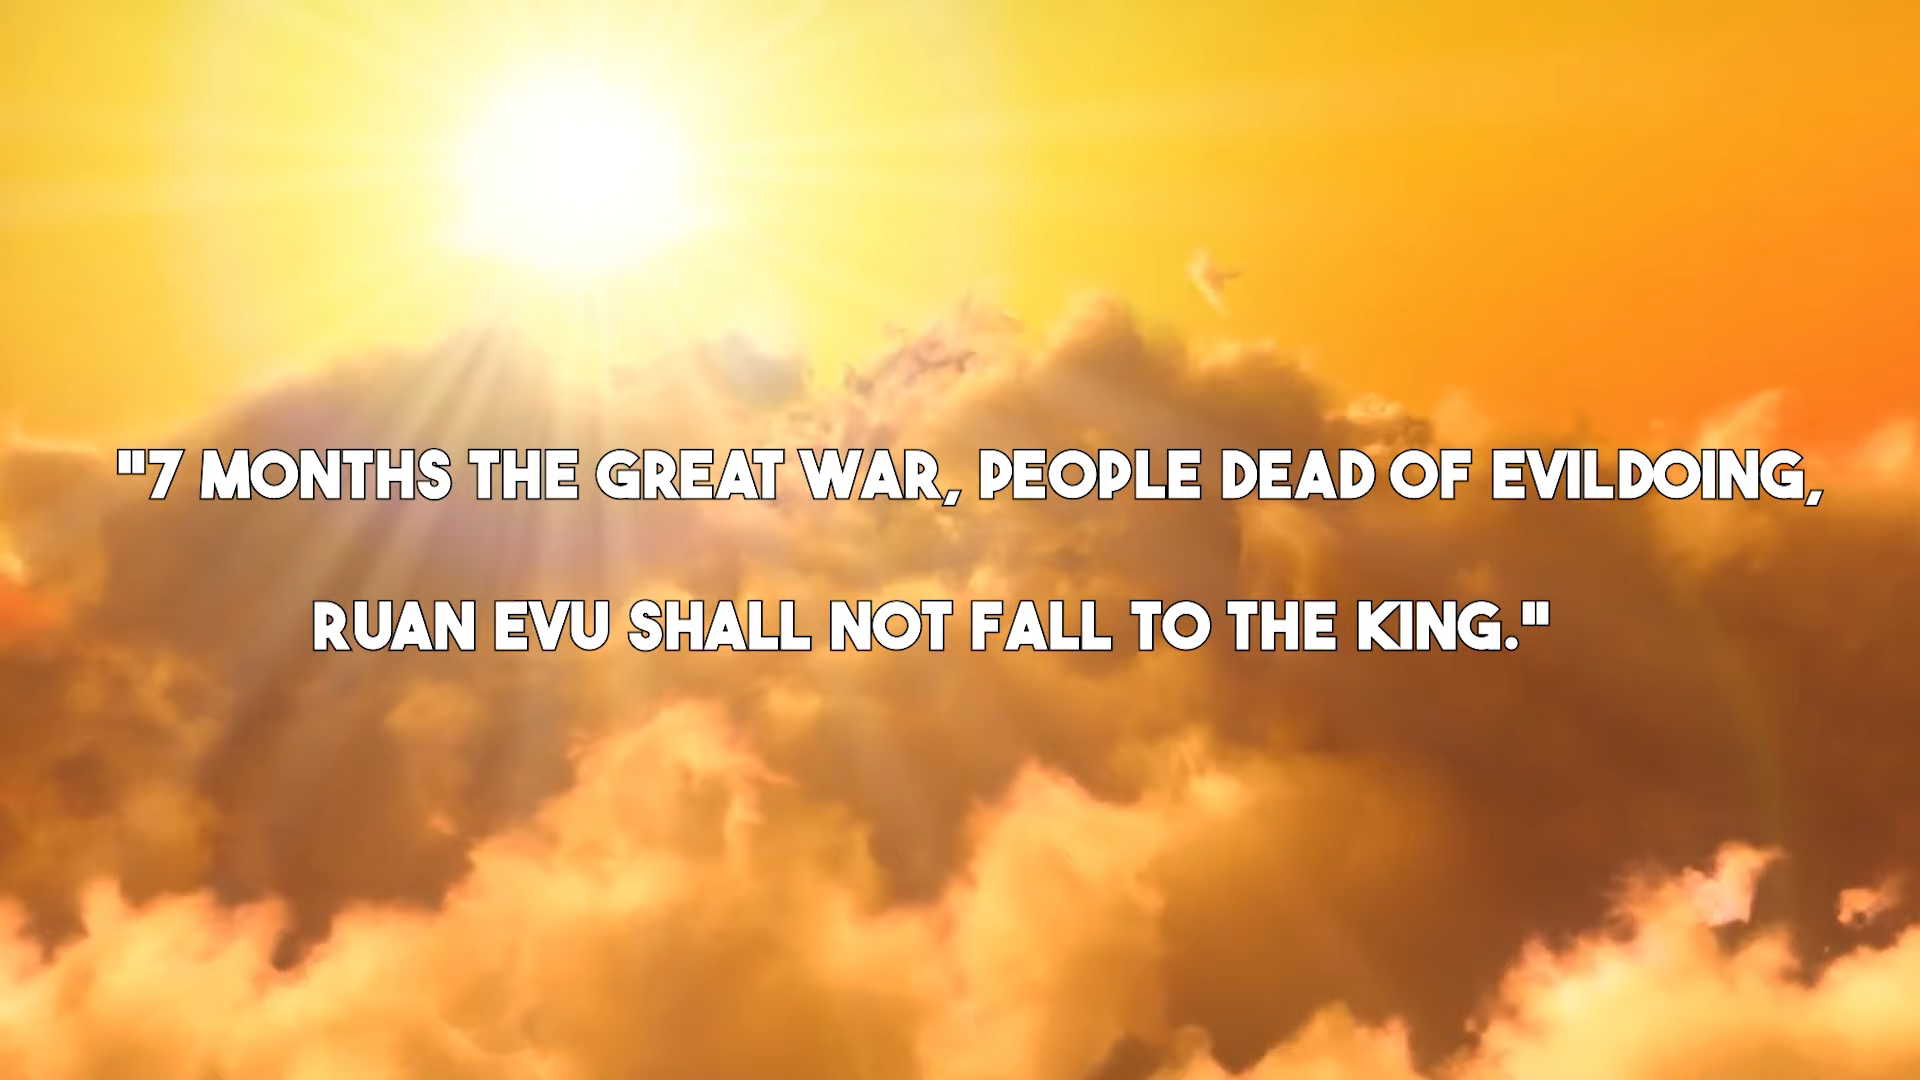 "7 MONTHS THE GREAT WAR, PEOPLE DEAD OF EVILDOING,
RUAN EVU SHALL NOT FALL TO THE KING."